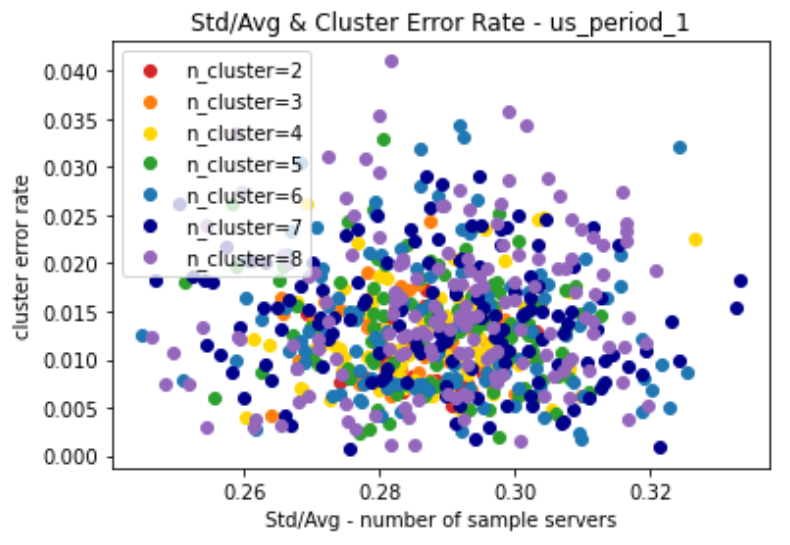 Std/Avg & Cluster Error Rate - us_period_1
cluster error rate
0.040
0.035
0.030
0.025
0.020
0.015
0.010
0.005
0.000
n_cluster=2
n_cluster=3
n_cluster=4
n_cluster=5
n_cluster=6
n_cluster=7
n_cluster=8
0.26 0.28 0.30 0.32
Std/Avg - number of sample servers